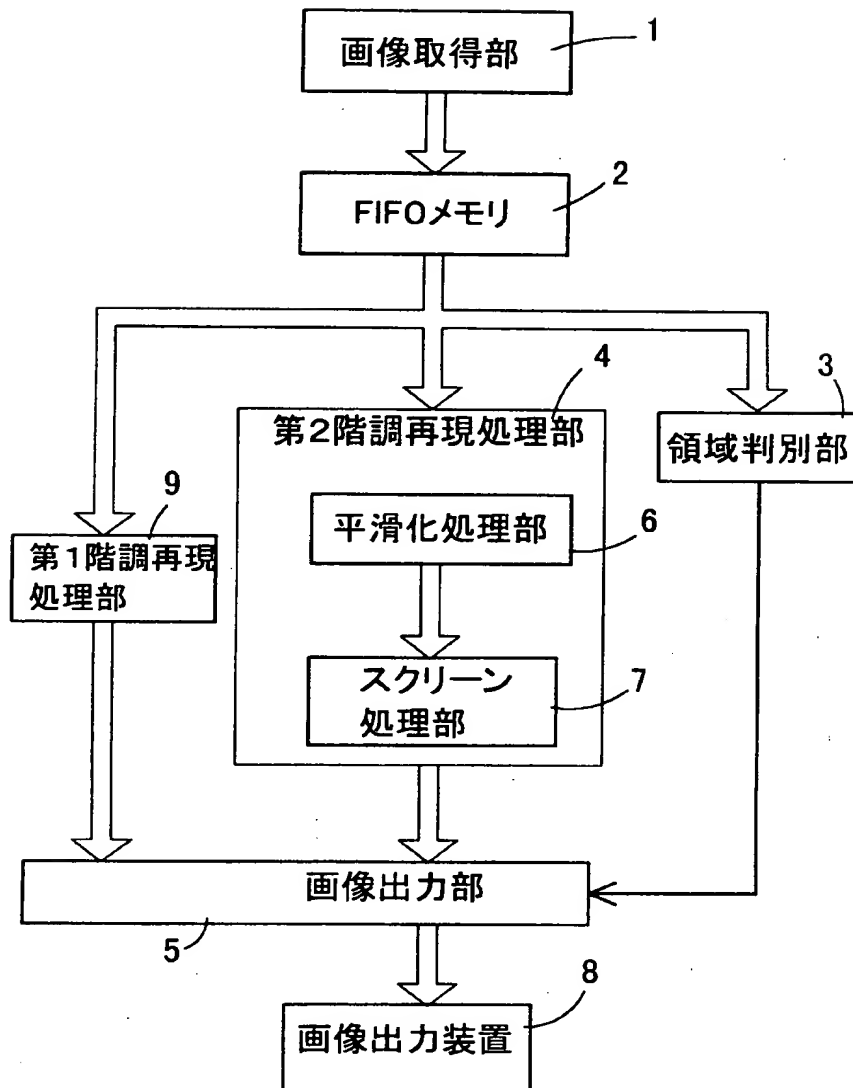 1
画像取得部
2
FIFOメモリ
4
3
第2階調再現処理部
領域判別部
9
平滑化処理部
6
第1階調再現
処理部
スクリーン
処理部
7
画像出力部
5
8
画像出力装置